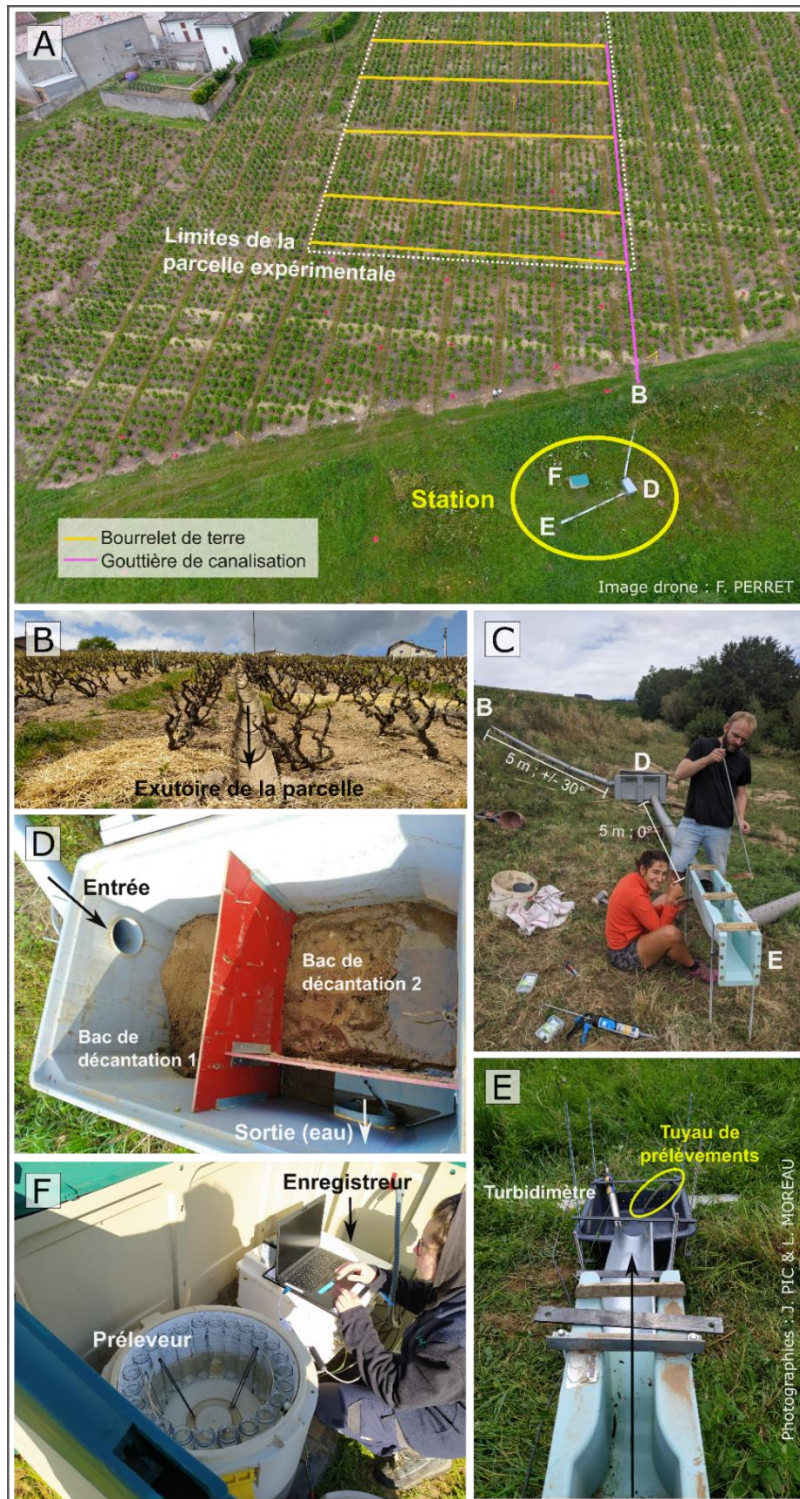 A
Limites de la
parcelle expérimentale
B
F
D
Station
E
Bourrelet de terre
Gouttière de canalisation
Image drone : F. PERRET
B
Exutoire de la parcelle
C
B
D
5 m ; +/- 30°
5 m ; 0°
E
D
Entrée
Bac de
décantation 2
Bac de
décantation 1
Sortie (eau)
E
Tuyau de
prélèvements
Turbidimètre
F
Enregistreur
Préleveur
Photographies : J. PIC & L. MOREAU